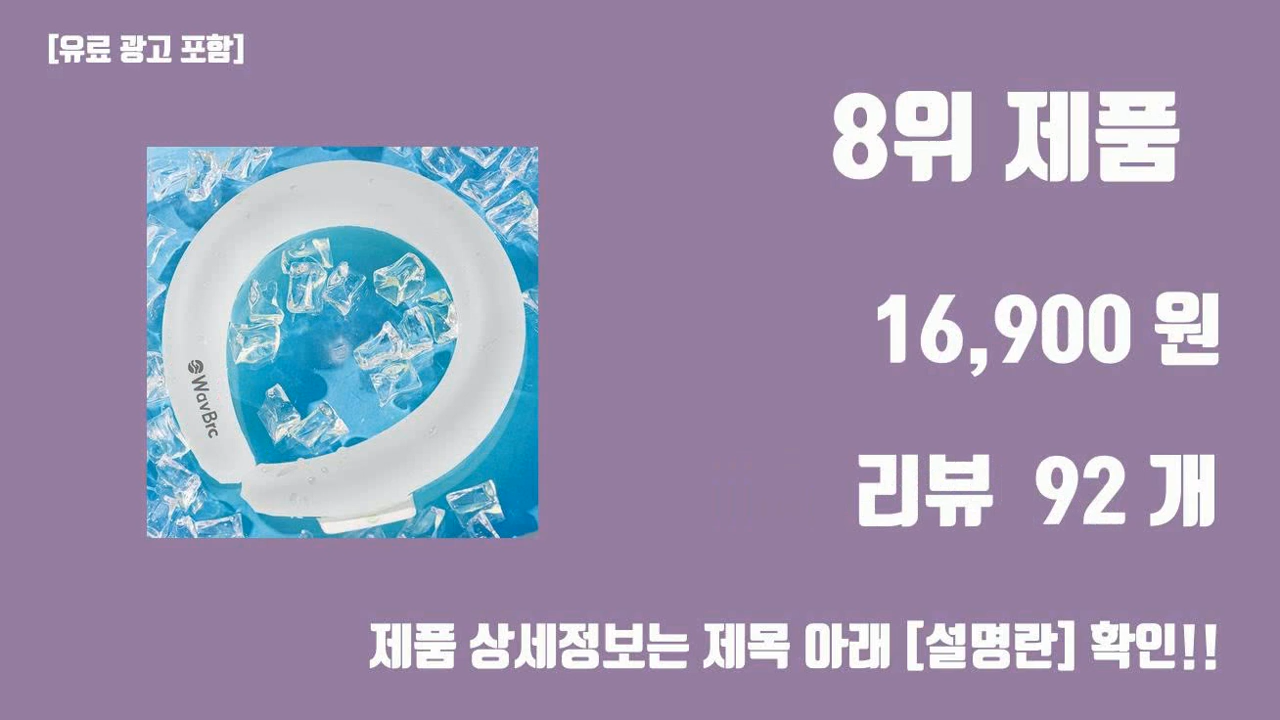 [유료 광고 포함]
8위 제품
16,900 원
WavBrc
리뷰 92 개
제품 상세정보는 제목 아래 [설명란] 확인!!